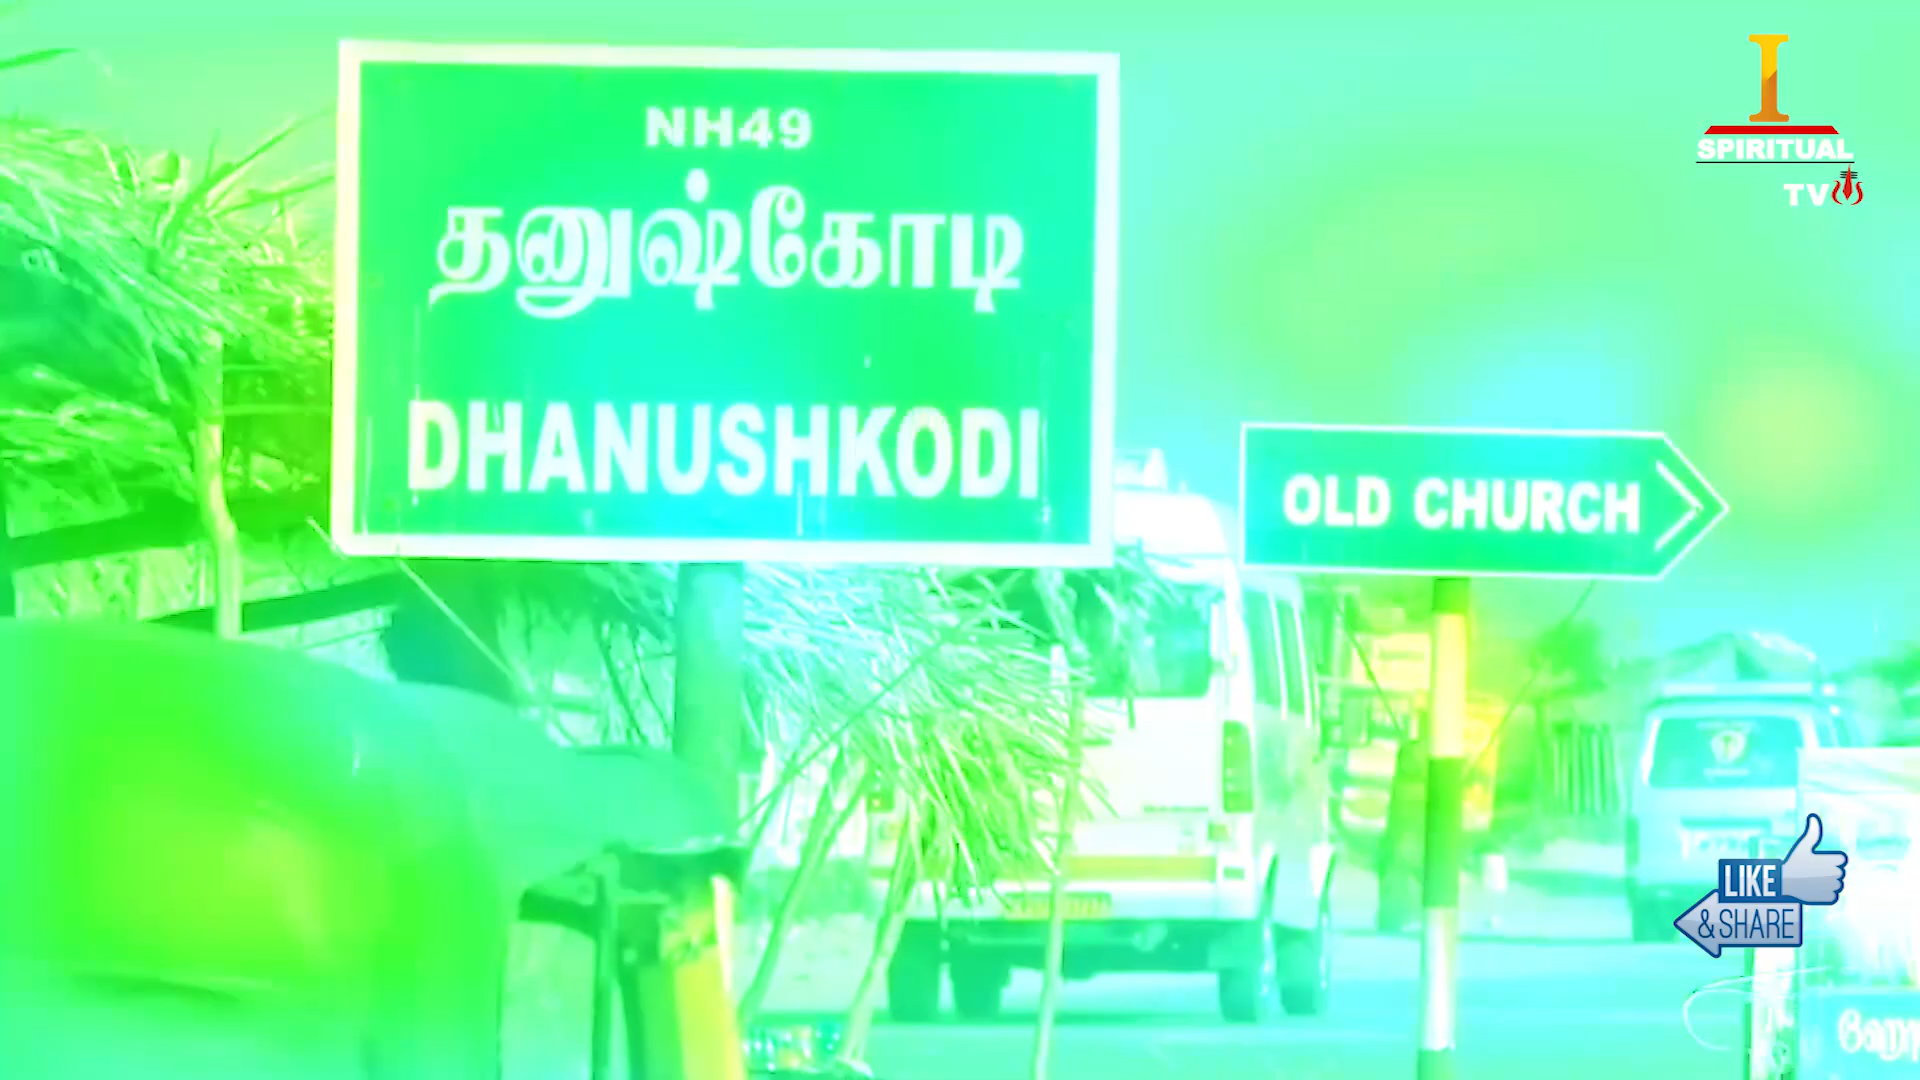 NH49
தனுஷ்கோடி
DHANUSHKODI
OLD CHURCH
I
SPIRITUAL
TV
LIKE
& SHARE